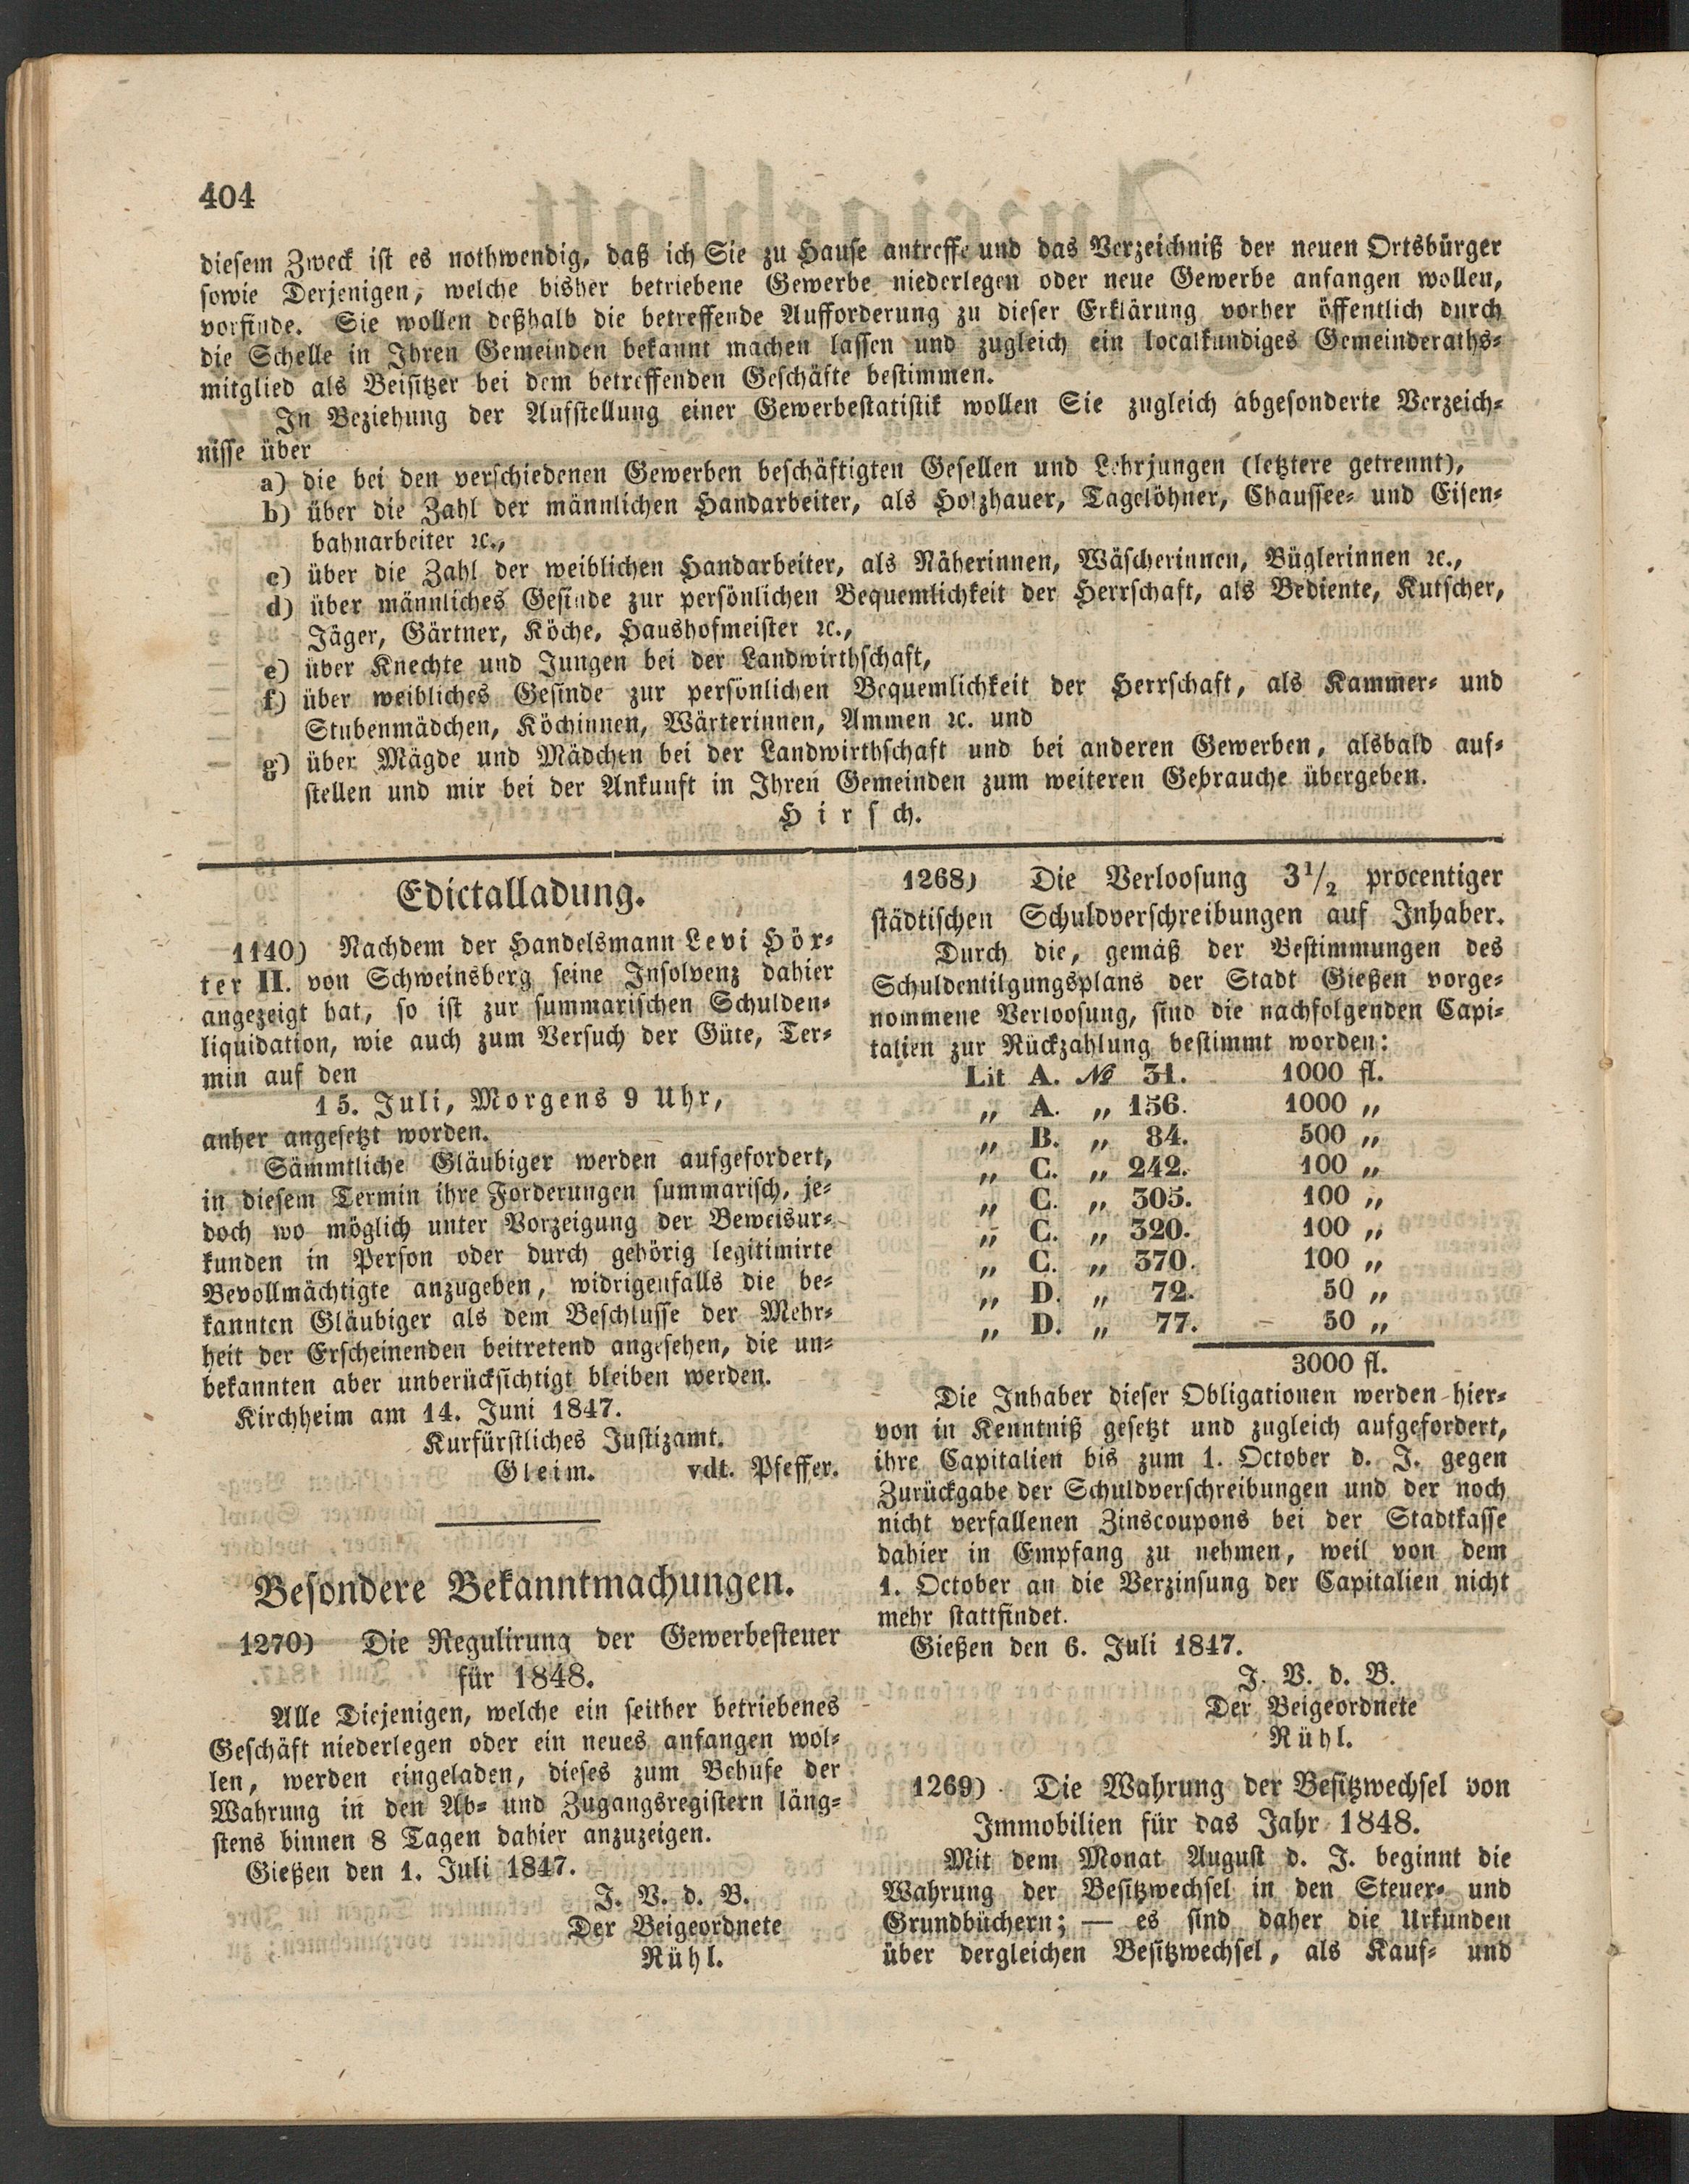 404
diesem Zweck ist es nothwendig, daß ich Sie zu Hause antreffe und das Verzeichniß der neuen Ortsbürger
sowie Derjenigen, welche bisher betriebene Gewerbe niederlegen oder neue Gewerbe anfangen wollen,
vorfinde. Sie wollen deßhalb die betreffende Aufforderung zu dieser Erklärung vorher öffentlich durch
die Schelle in Ihren Gemeinden bekannt machen lassen und zugleich ein localkundiges Gemeinderaths-
mitglied als Beisitzer bei dem betreffenden Geschäfte bestimmen.
In Beziehung der Aufstellung einer Gewerbestatistik wollen Sie zugleich abgesonderte Verzeich-
nisse über
a) die bei den verschiedenen Gewerben beschäftigten Gesellen und Lehrjungen (letztere getrennt),
b) über die Zahl der männlichen Handarbeiter, als Holzhauer, Tagelöhner, Chaussee- und Eisen-
bahnarbeiter ꝛc.,
c) über die Zahl der weiblichen Handarbeiter, als Näherinnen, Wäscherinnen, Büglerinnen ꝛc.,
d) über männliches Gesinde zur persönlichen Bequemlichkeit der Herrschaft, als Bediente, Kutscher,
Jäger, Gärtner, Köche, Haushofmeister ꝛc.,
e) über Knechte und Jungen bei der Landwirthschaft,
f) über weibliches Gesinde zur persönlichen Bequemlichkeit der Herrschaft, als Kammer- und
Stubenmädchen, Köchinnen, Wärterinnen, Ammen ꝛc. und
g) über Mägde und Mädchen bei der Landwirthschaft und bei anderen Gewerben, alsbald auf-
stellen und mir bei der Ankunft in Ihren Gemeinden zum weiteren Gebrauche übergeben.
Hirsch.
Edictalladung.
1140) Nachdem der Handelsmann Levi Hör-
ter II. von Schweinsberg seine Insolvenz dahier
angezeigt hat, so ist zur summarischen Schulden-
liquidation, wie auch zum Versuch der Güte, Ter-
min auf den
15. Juli, Morgens 9 Uhr,
anher angesetzt worden.
Sämmtliche Gläubiger werden aufgefordert,
in diesem Termin ihre Forderungen summarisch, je-
doch wo möglich unter Vorzeigung der Beweisur-
kunden in Person oder durch gehörig legitimirte
Bevollmächtigte anzugeben, widrigenfalls die be-
kannten Gläubiger als dem Beschlusse der Mehr-
heit der Erscheinenden beitretend angesehen, die un-
bekannten aber unberücksichtigt bleiben werden.
Kirchheim am 14. Juni 1847.
Kurfürstliches Justizamt.
Gleim. vdt. Pfeffer.
Besondere Bekanntmachungen.
1270) Die Regulirung der Gewerbesteuer
für 1848.
Alle Diejenigen, welche ein seither betriebenes
Geschäft niederlegen oder ein neues anfangen wol-
len, werden eingeladen, dieses zum Behufe der
Wahrung in den Ab- und Zugangsregistern läng-
stens binnen 8 Tagen dahier anzuzeigen.
Gießen den 1. Juli 1847.
J. V. d. B.
Der Beigeordnete
Rühl.
1268) Die Verloosung 3 1/2 procentiger
städtischen Schuldverschreibungen auf Inhaber.
Durch die, gemäß der Bestimmungen des
Schuldentilgungsplans der Stadt Gießen vorge-
nommene Verloosung, sind die nachfolgenden Capi-
talien zur Rückzahlung bestimmt worden:
Lit A. № 31. 1000 fl.
„ A. „ 156. 1000 „
„ B. „ 84. 500 „
„ C. „ 242. 100 „
„ C. „ 305. 100 „
„ C. „ 320. 100 „
„ C. „ 370. 100 „
„ D. „ 72. 50 „
„ D. „ 77. 50 „
3000 fl.
Die Inhaber dieser Obligationen werden hier-
von in Kenntniß gesetzt und zugleich aufgefordert,
ihre Capitalien bis zum 1. October d. J. gegen
Zurückgabe der Schuldverschreibungen und der noch
nicht verfallenen Zinscoupons bei der Stadtkasse
dahier in Empfang zu nehmen, weil von dem
1. October an die Verzinsung der Capitalien nicht
mehr stattfindet.
Gießen den 6. Juli 1847.
J. V. d. B.
Der Beigeordnete
Rühl.
1269) Die Wahrung der Besitzwechsel von
Immobilien für das Jahr 1848.
Mit dem Monat August d. J. beginnt die
Wahrung der Besitzwechsel in den Steuer- und
Grundbüchern; — es sind daher die Urkunden
über dergleichen Besitzwechsel, als Kauf- und